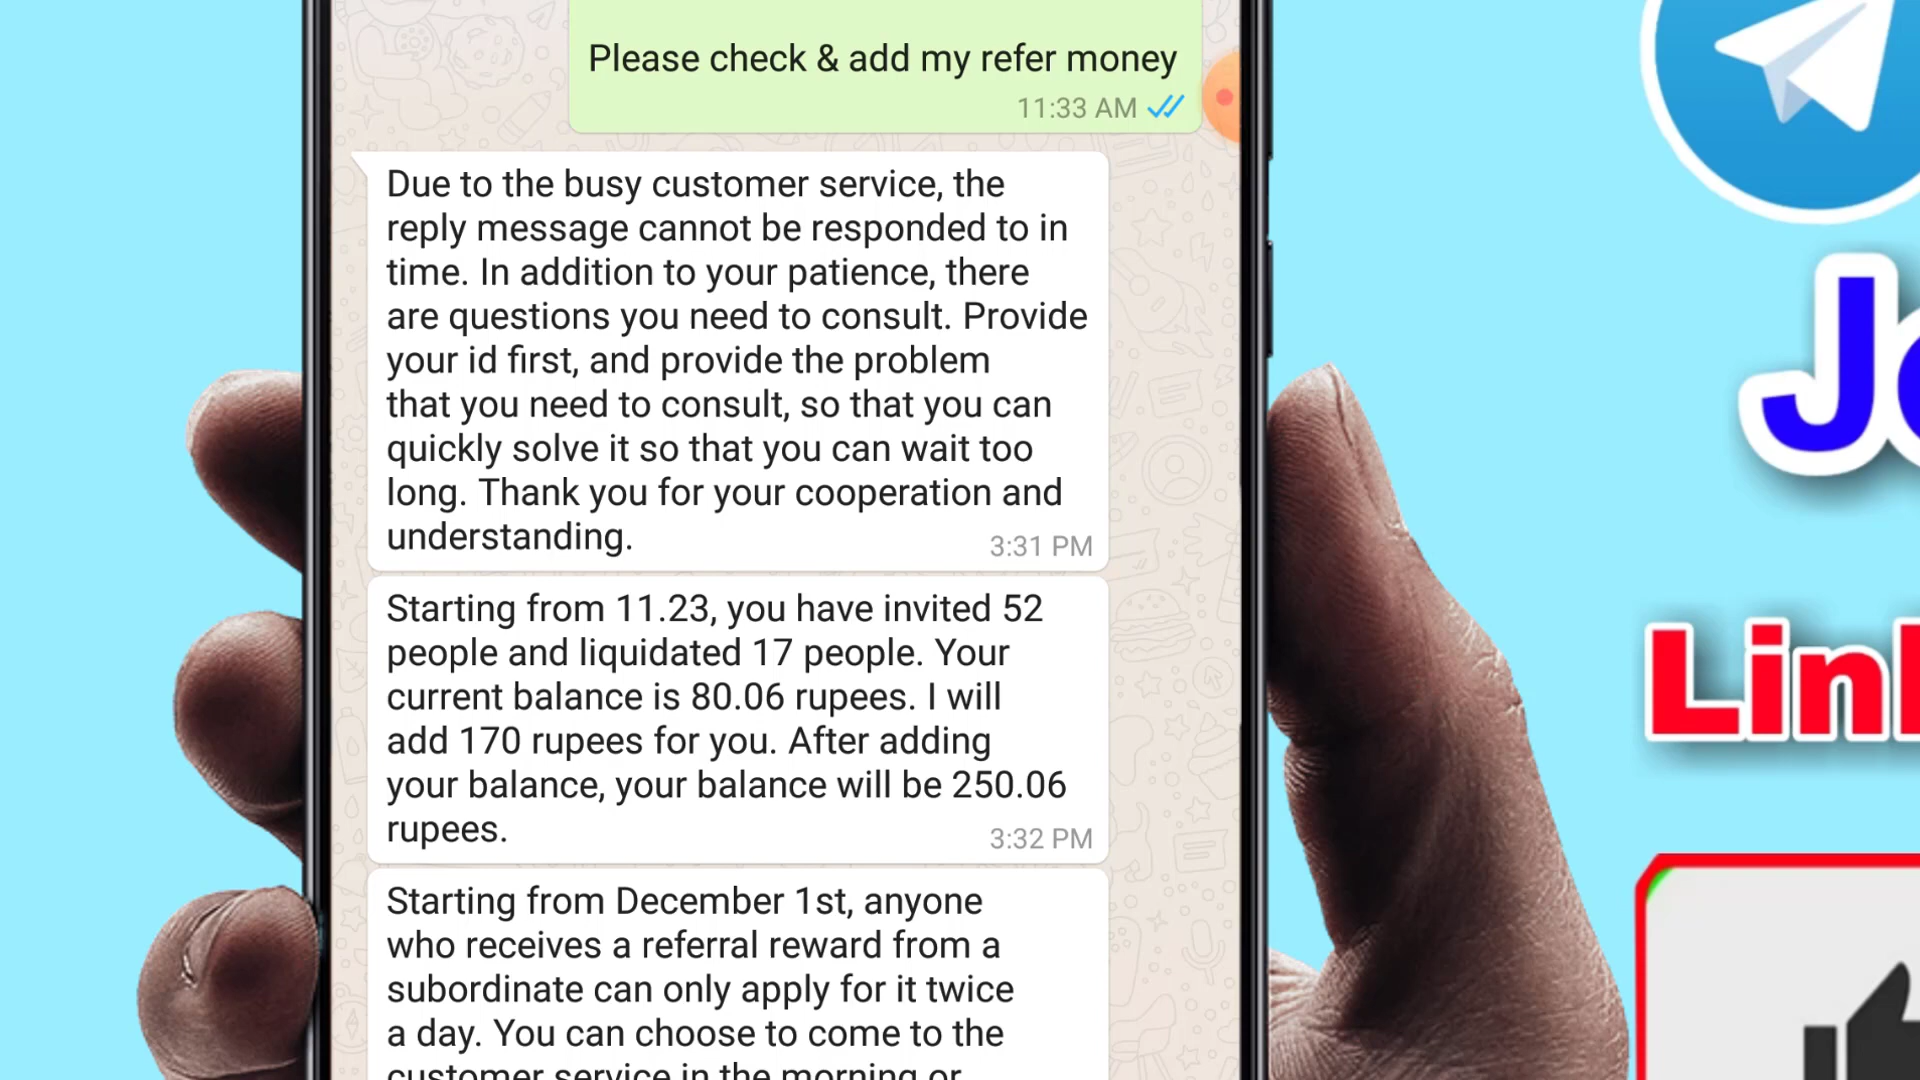 Please check & add my refer money
11:33 AM
Due to the busy customer service, the
reply message cannot be responded to in
time. In addition to your patience, there
are questions you need to consult. Provide
your id first, and provide the problem
that you need to consult, so that you can
quickly solve it so that you can wait too
long. Thank you for your cooperation and
understanding.
3:31 PM
Starting from 11.23, you have invited 52
people and liquidated 17 people. Your
current balance is 80.06 rupees. I will
add 170 rupees for you. After adding
your balance, your balance will be 250.06
rupees.
3:32 PM
Starting from December 1st, anyone
who receives a referral reward from a
subordinate can only apply for it twice
a day. You can choose to come to the
customer service in the morning or